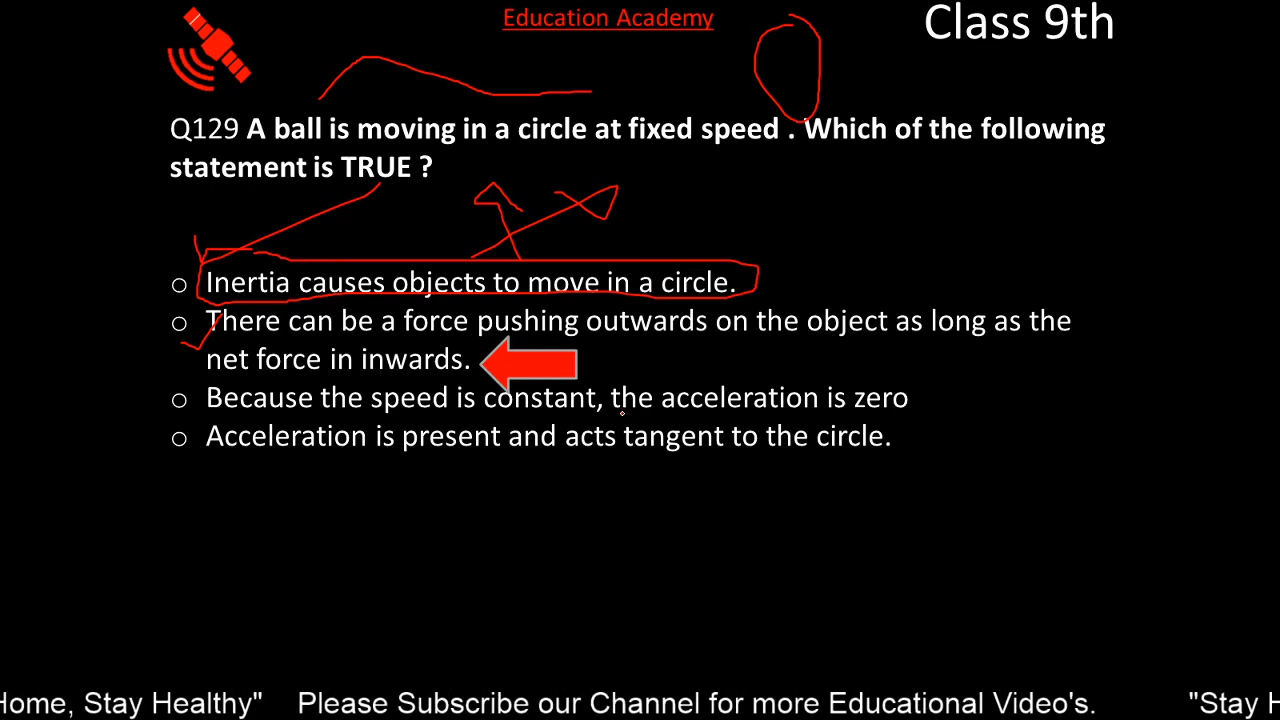 Education Academy
Class 9th
Q129 A ball is moving in a circle at fixed speed . Which of the following
statement is TRUE ?
o Inertia causes objects to move in a circle.
o There can be a force pushing outwards on the object as long as the
net force in inwards.
o Because the speed is constant, the acceleration is zero
o Acceleration is present and acts tangent to the circle.
Home, Stay Healthy" Please Subscribe our Channel for more Educational Video's. "Stay H